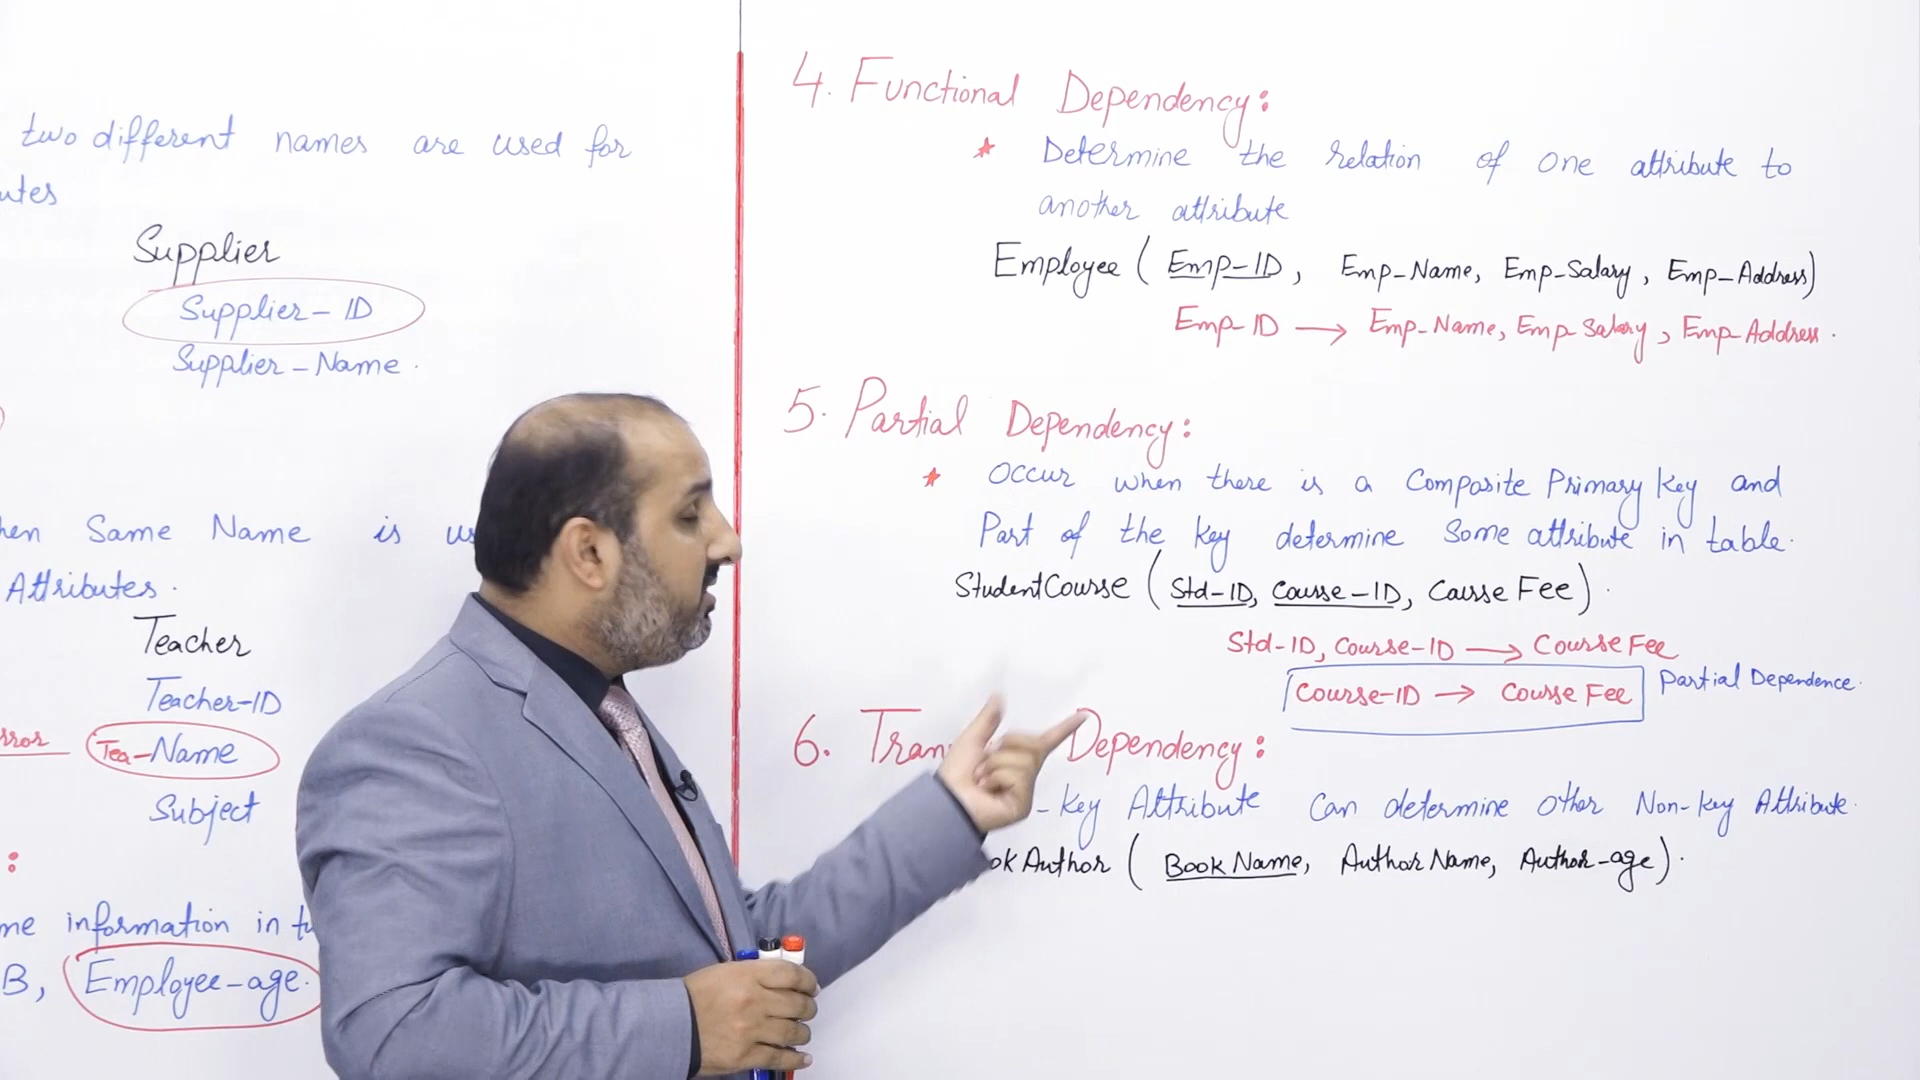 two different names are used for
utes
Supplier
Supplier-ID
Supplier-Name.
Same Name is
Attributes.
Teacher
Teacher-ID
Tea-Name
Subject
:
information in
B, Employee-age.
4. Functional Dependency:
* Determine the relation of one attribute to
another attribute
Employee ( Emp-ID, Emp-Name, Emp-Salary, Emp-Address)
Emp-ID → Emp-Name, Emp-Salary, Emp-Address.
5. Partial Dependency:
* Occur when there is a Composite Primary Key and
Part of the key determine Some attribute in table.
StudentCourse ( Std-ID, Course-ID, Course Fee).
Std-ID, Course-ID → Course Fee
Course-ID → Course Fee Partial Dependence.
6. Tran Dependency:
-Key Attribute Can determine other Non-Key Attribute.
ok Author ( Book Name, Author Name, Author-age).